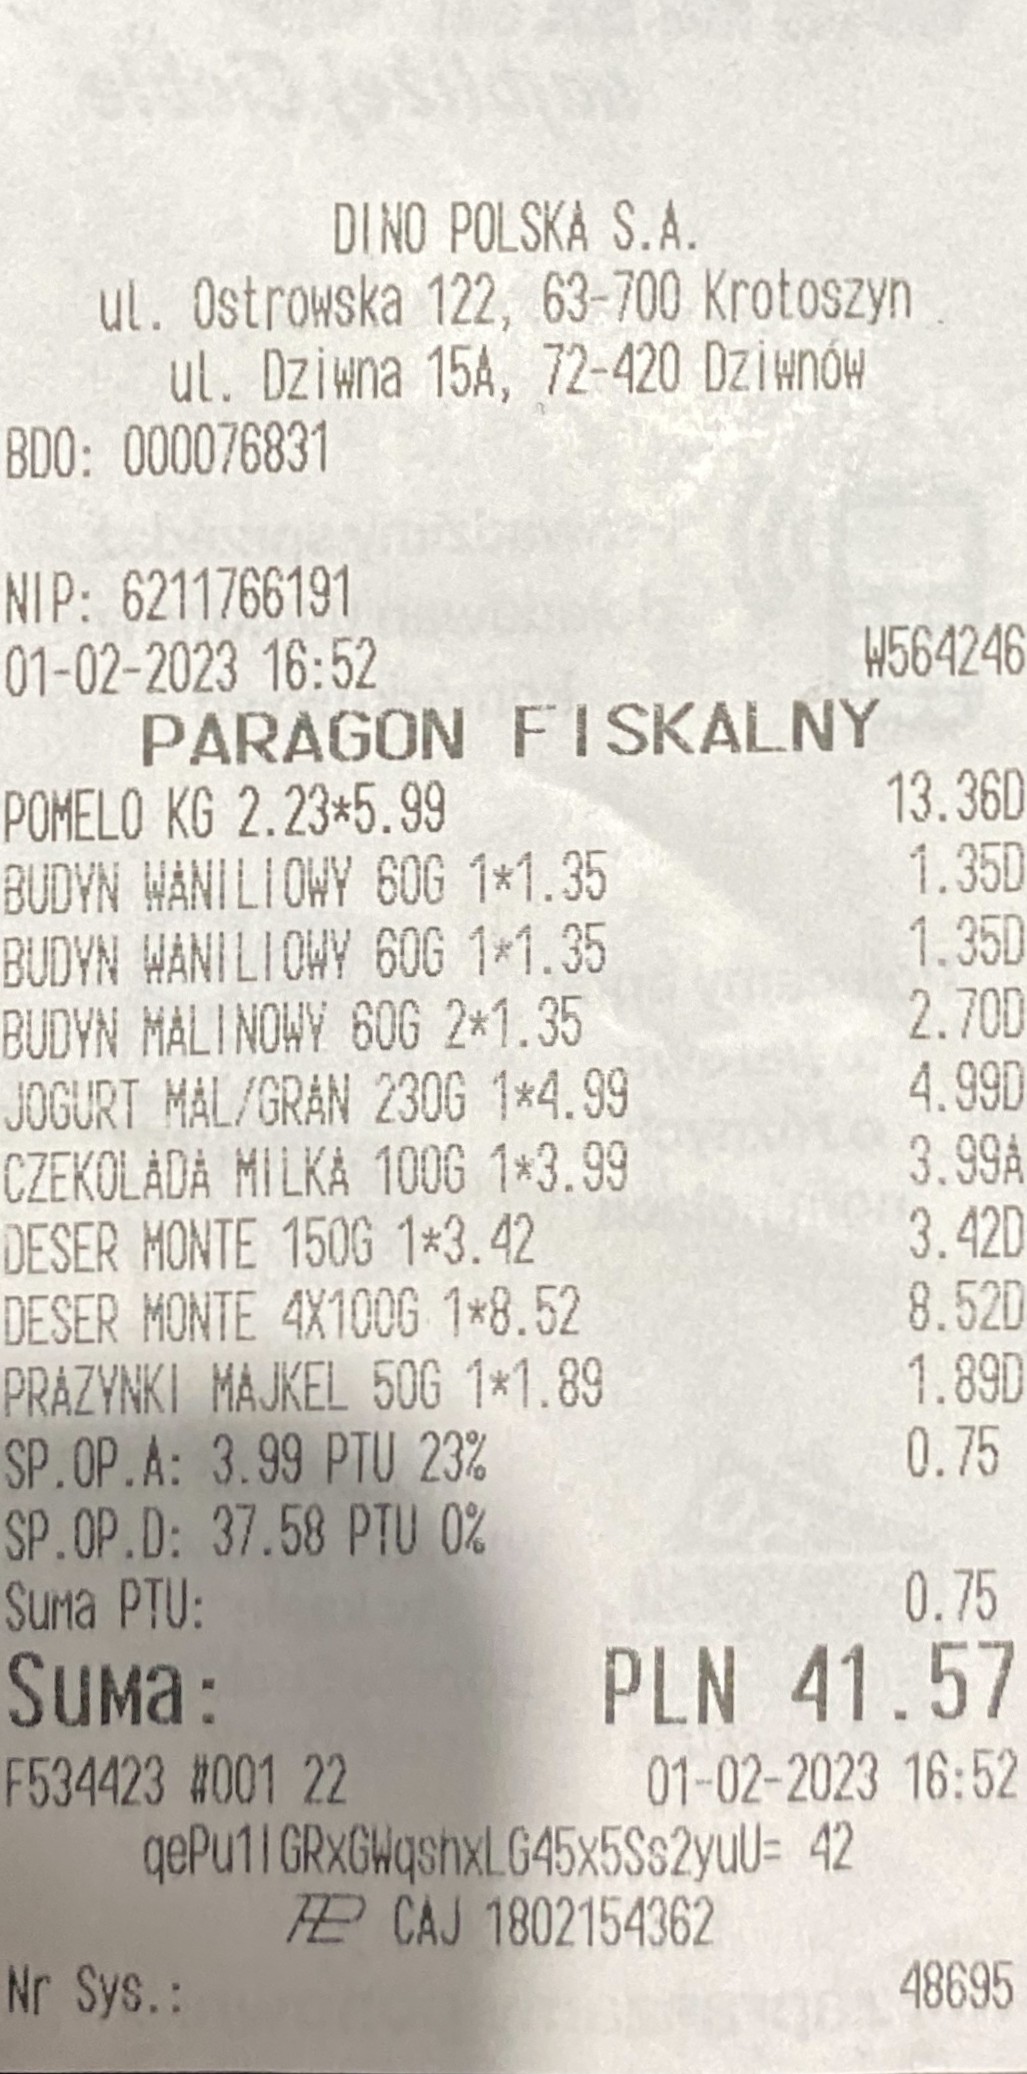 DINO POLSKA S.A.
ul. Ostrowska 122, 63-700 Krotoszyn
ul. Dziwna 15A, 72-420 Dziwnów
BDO: 000076831
NIP: 6211766191
01-02-2023 16:52 W564246
PARAGON FISKALNY
POMELO KG 2.23*5.99 13.36D
BUDYN WANILIOWY 60G 1*1.35 1.35D
BUDYN WANILIOWY 60G 1*1.35 1.35D
BUDYN MALINOWY 60G 2*1.35 2.70D
JOGURT MAL/GRAN 230G 1*4.99 4.99D
CZEKOLADA MILKA 100G 1*3.99 3.99A
DESER MONTE 150G 1*3.42 3.42D
DESER MONTE 4X100G 1*8.52 8.52D
PRAZYNKI MAJKEL 50G 1*1.89 1.89D
SP.OP.A: 3.99 PTU 23% 0.75
SP.OP.D: 37.58 PTU 0%
Suma PTU: 0.75
Suma: PLN 41.57
F534423 #001 22 01-02-2023 16:52
qePu1IGRxGWqshxLG45x5Ss2yuU= 42
CAJ 1802154362
Nr Sys.: 48695